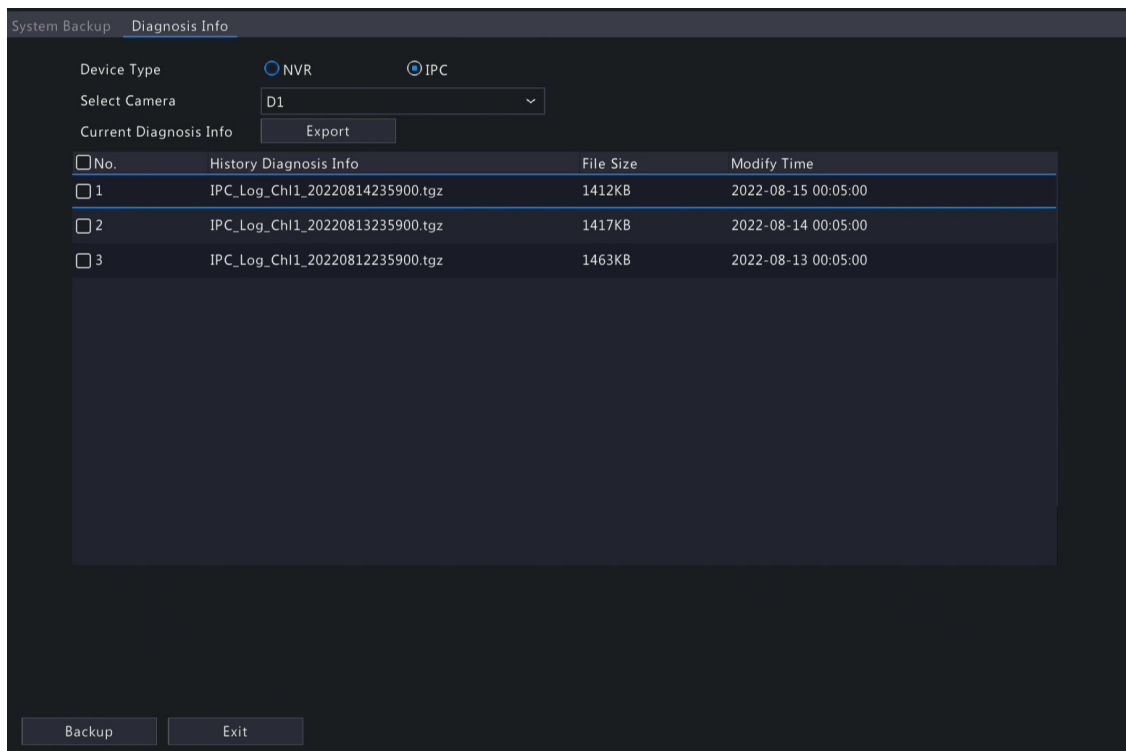 System Backup Diagnosis Info
Device Type NVR IPC
Select Camera D1
Current Diagnosis Info Export
No. History Diagnosis Info File Size Modify Time
1 IPC_Log_Chl1_20220814235900.tgz 1412KB 2022-08-15 00:05:00
2 IPC_Log_Chl1_20220813235900.tgz 1417KB 2022-08-14 00:05:00
3 IPC_Log_Chl1_20220812235900.tgz 1463KB 2022-08-13 00:05:00
Backup Exit